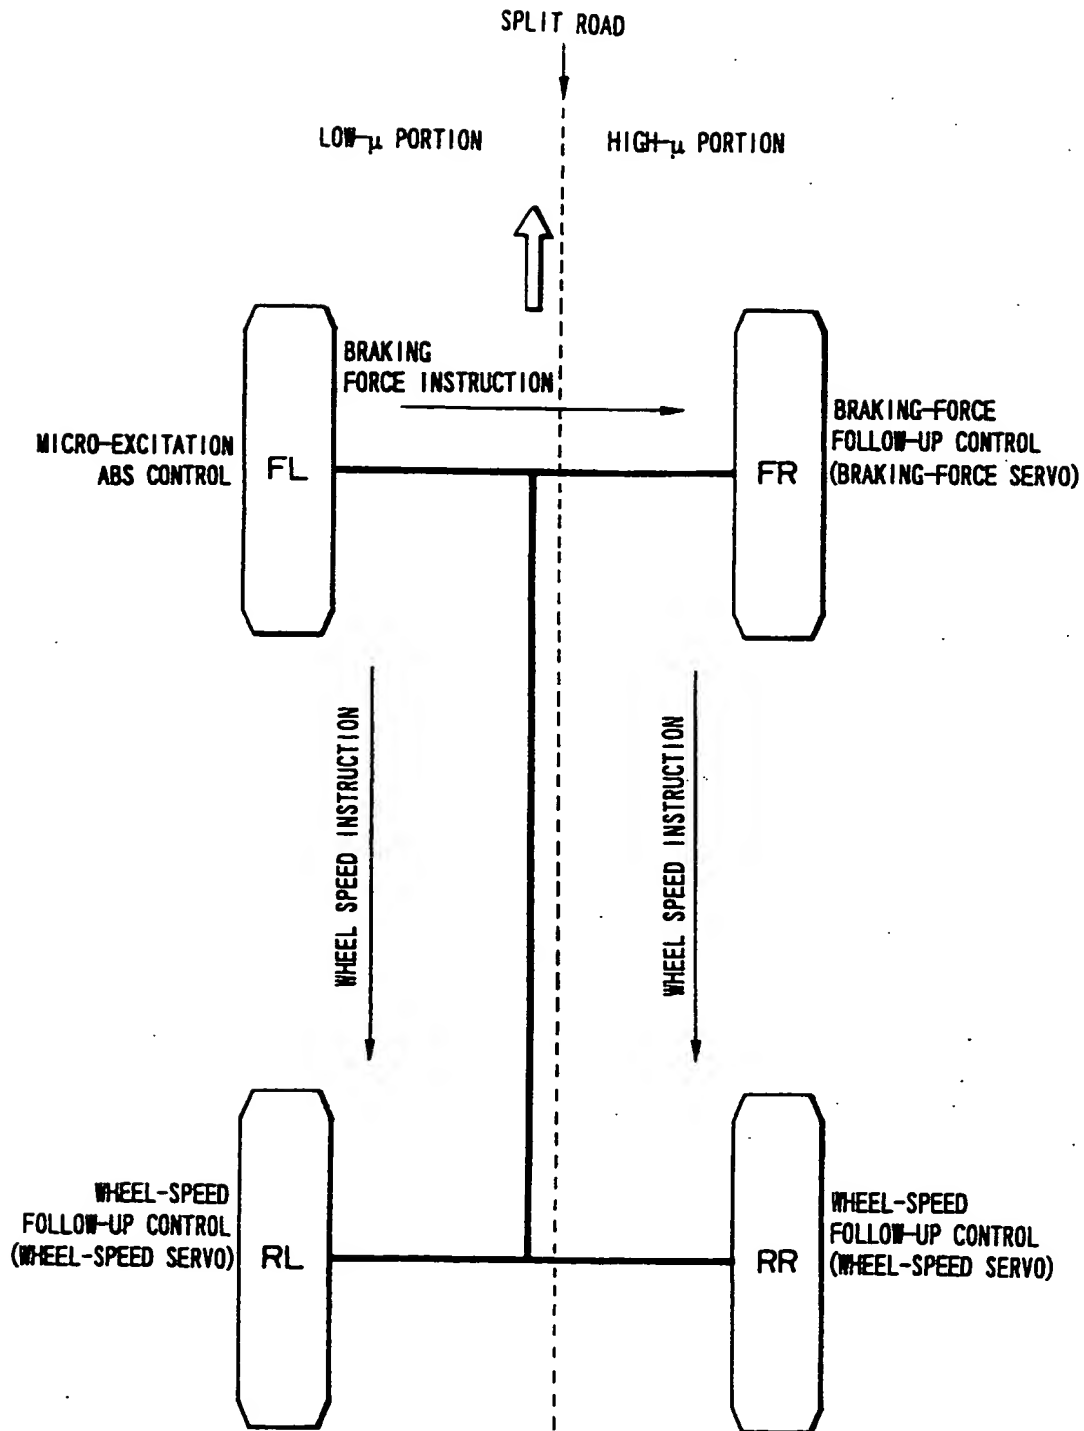 SPLIT ROAD
LOW-μ PORTION
HIGH-μ PORTION
BRAKING
FORCE INSTRUCTION
MICRO-EXCITATION
ABS CONTROL
FL
FR
BRAKING-FORCE
FOLLOW-UP CONTROL
(BRAKING-FORCE SERVO)
WHEEL SPEED INSTRUCTION
WHEEL SPEED INSTRUCTION
WHEEL-SPEED
FOLLOW-UP CONTROL
(WHEEL-SPEED SERVO)
RL
RR
WHEEL-SPEED
FOLLOW-UP CONTROL
(WHEEL-SPEED SERVO)